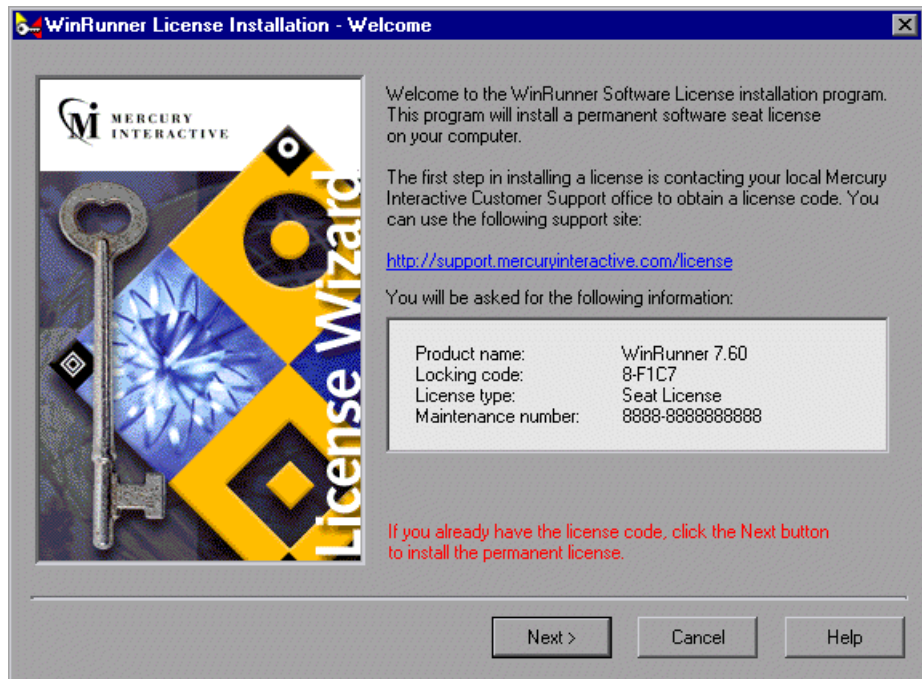 WinRunner License Installation - Welcome
MERCURY
INTERACTIVE
License Wizard
Welcome to the WinRunner Software License installation program.
This program will install a permanent software seat license
on your computer.
The first step in installing a license is contacting your local Mercury
Interactive Customer Support office to obtain a license code. You
can use the following support site:
http://support.mercuryinteractive.com/license
You will be asked for the following information:
Product name: WinRunner 7.60
Locking code: 8-F1C7
License type: Seat License
Maintenance number: 8888-8888888888
If you already have the license code, click the Next button
to install the permanent license.
Next > Cancel Help